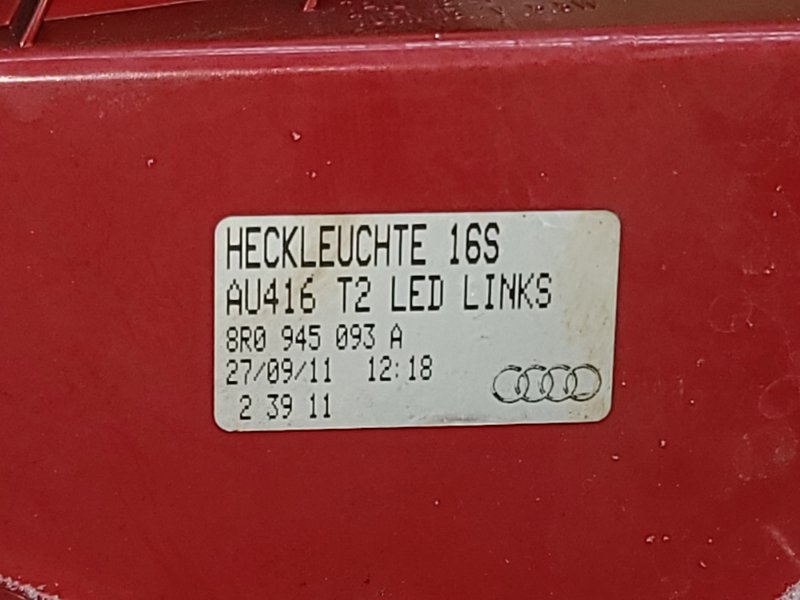 HECKLEUCHTE 16S
AU416 T2 LED LINKS
8R0 945 093 A
27/09/11 12:18
2 39 11